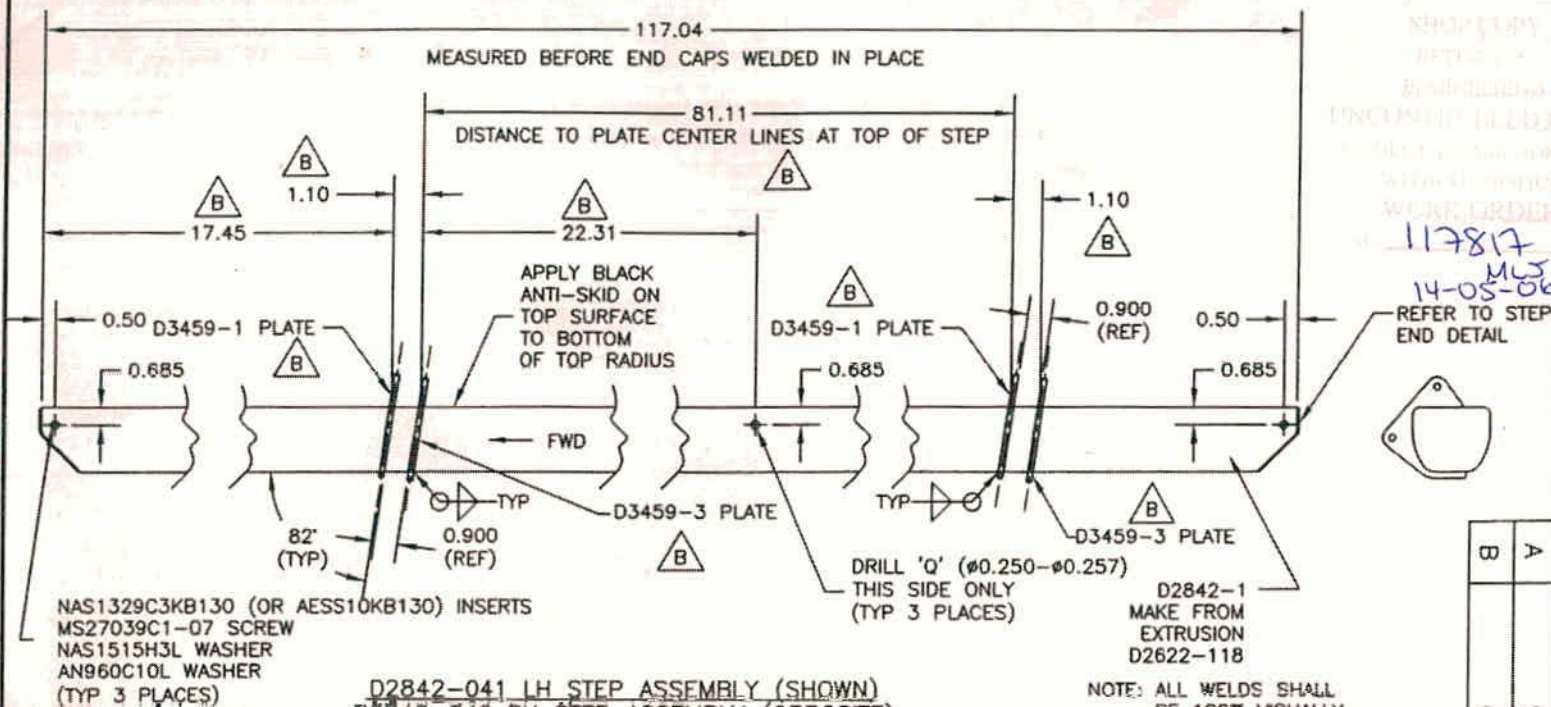 117.04
MEASURED BEFORE END CAPS WELDED IN PLACE
81.11
DISTANCE TO PLATE CENTER LINES AT TOP OF STEP
B
B
1.10
B
B
17.45
22.31
1.10
B
WORK ORDER
117817
MLJ
14-05-06
APPLY BLACK
ANTI-SKID ON
TOP SURFACE
TO BOTTOM
OF TOP RADIUS
B
0.50
D3459-1 PLATE
B
D3459-1 PLATE
0.900
(REF)
0.50
REFER TO STEP
END DETAIL
0.685
0.685
0.685
FWD
TYP
D3459-3 PLATE
B
TYP
B
D3459-3 PLATE
82°
(TYP)
0.900
(REF)
DRILL 'Q' (ø0.250-ø0.257)
THIS SIDE ONLY
(TYP 3 PLACES)
D2842-1
MAKE FROM
EXTRUSION
D2622-118
B
A
NAS1329C3KB130 (OR AESS10KB130) INSERTS
MS27039C1-07 SCREW
NAS1515H3L WASHER
AN960C10L WASHER
(TYP 3 PLACES)
D2842-041 LH STEP ASSEMBLY (SHOWN)
NOTE: ALL WELDS SHALL